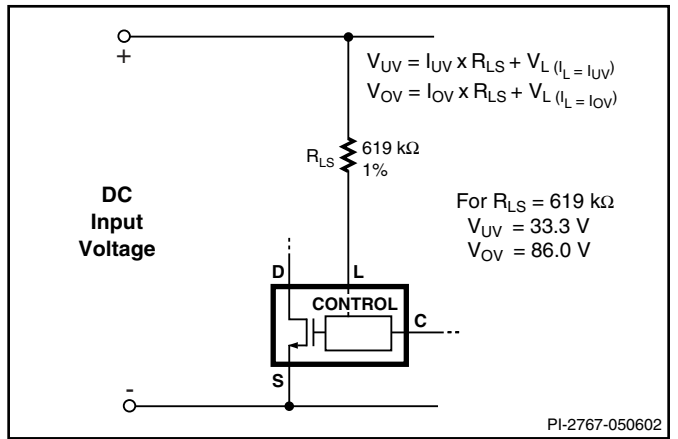 +
V_UV = I_UV x R_LS + V_L (I_L = I_UV)
V_OV = I_OV x R_LS + V_L (I_L = I_OV)
R_LS
619 kΩ
1%
DC
Input
Voltage
For R_LS = 619 kΩ
V_UV = 33.3 V
V_OV = 86.0 V
D
L
CONTROL
C
S
-
PI-2767-050602